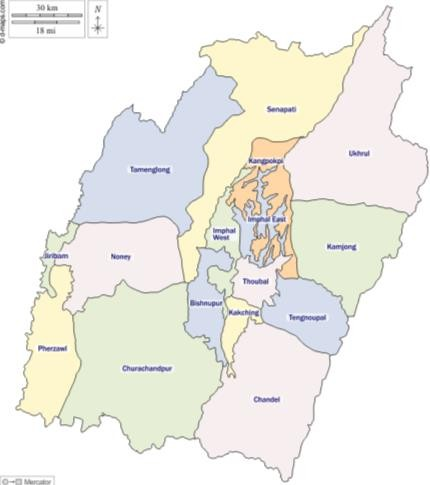 © d-maps.com
30 km
18 mi
N
Senapati
Ukhrul
Kangpokpi
Tamenglong
Imphal East
Imphal
West
Kamjong
Jiribam
Noney
Thoubal
Bishnupur
Kakching
Tengnoupal
Pherzawl
Churachandpur
Chandel
Mercator